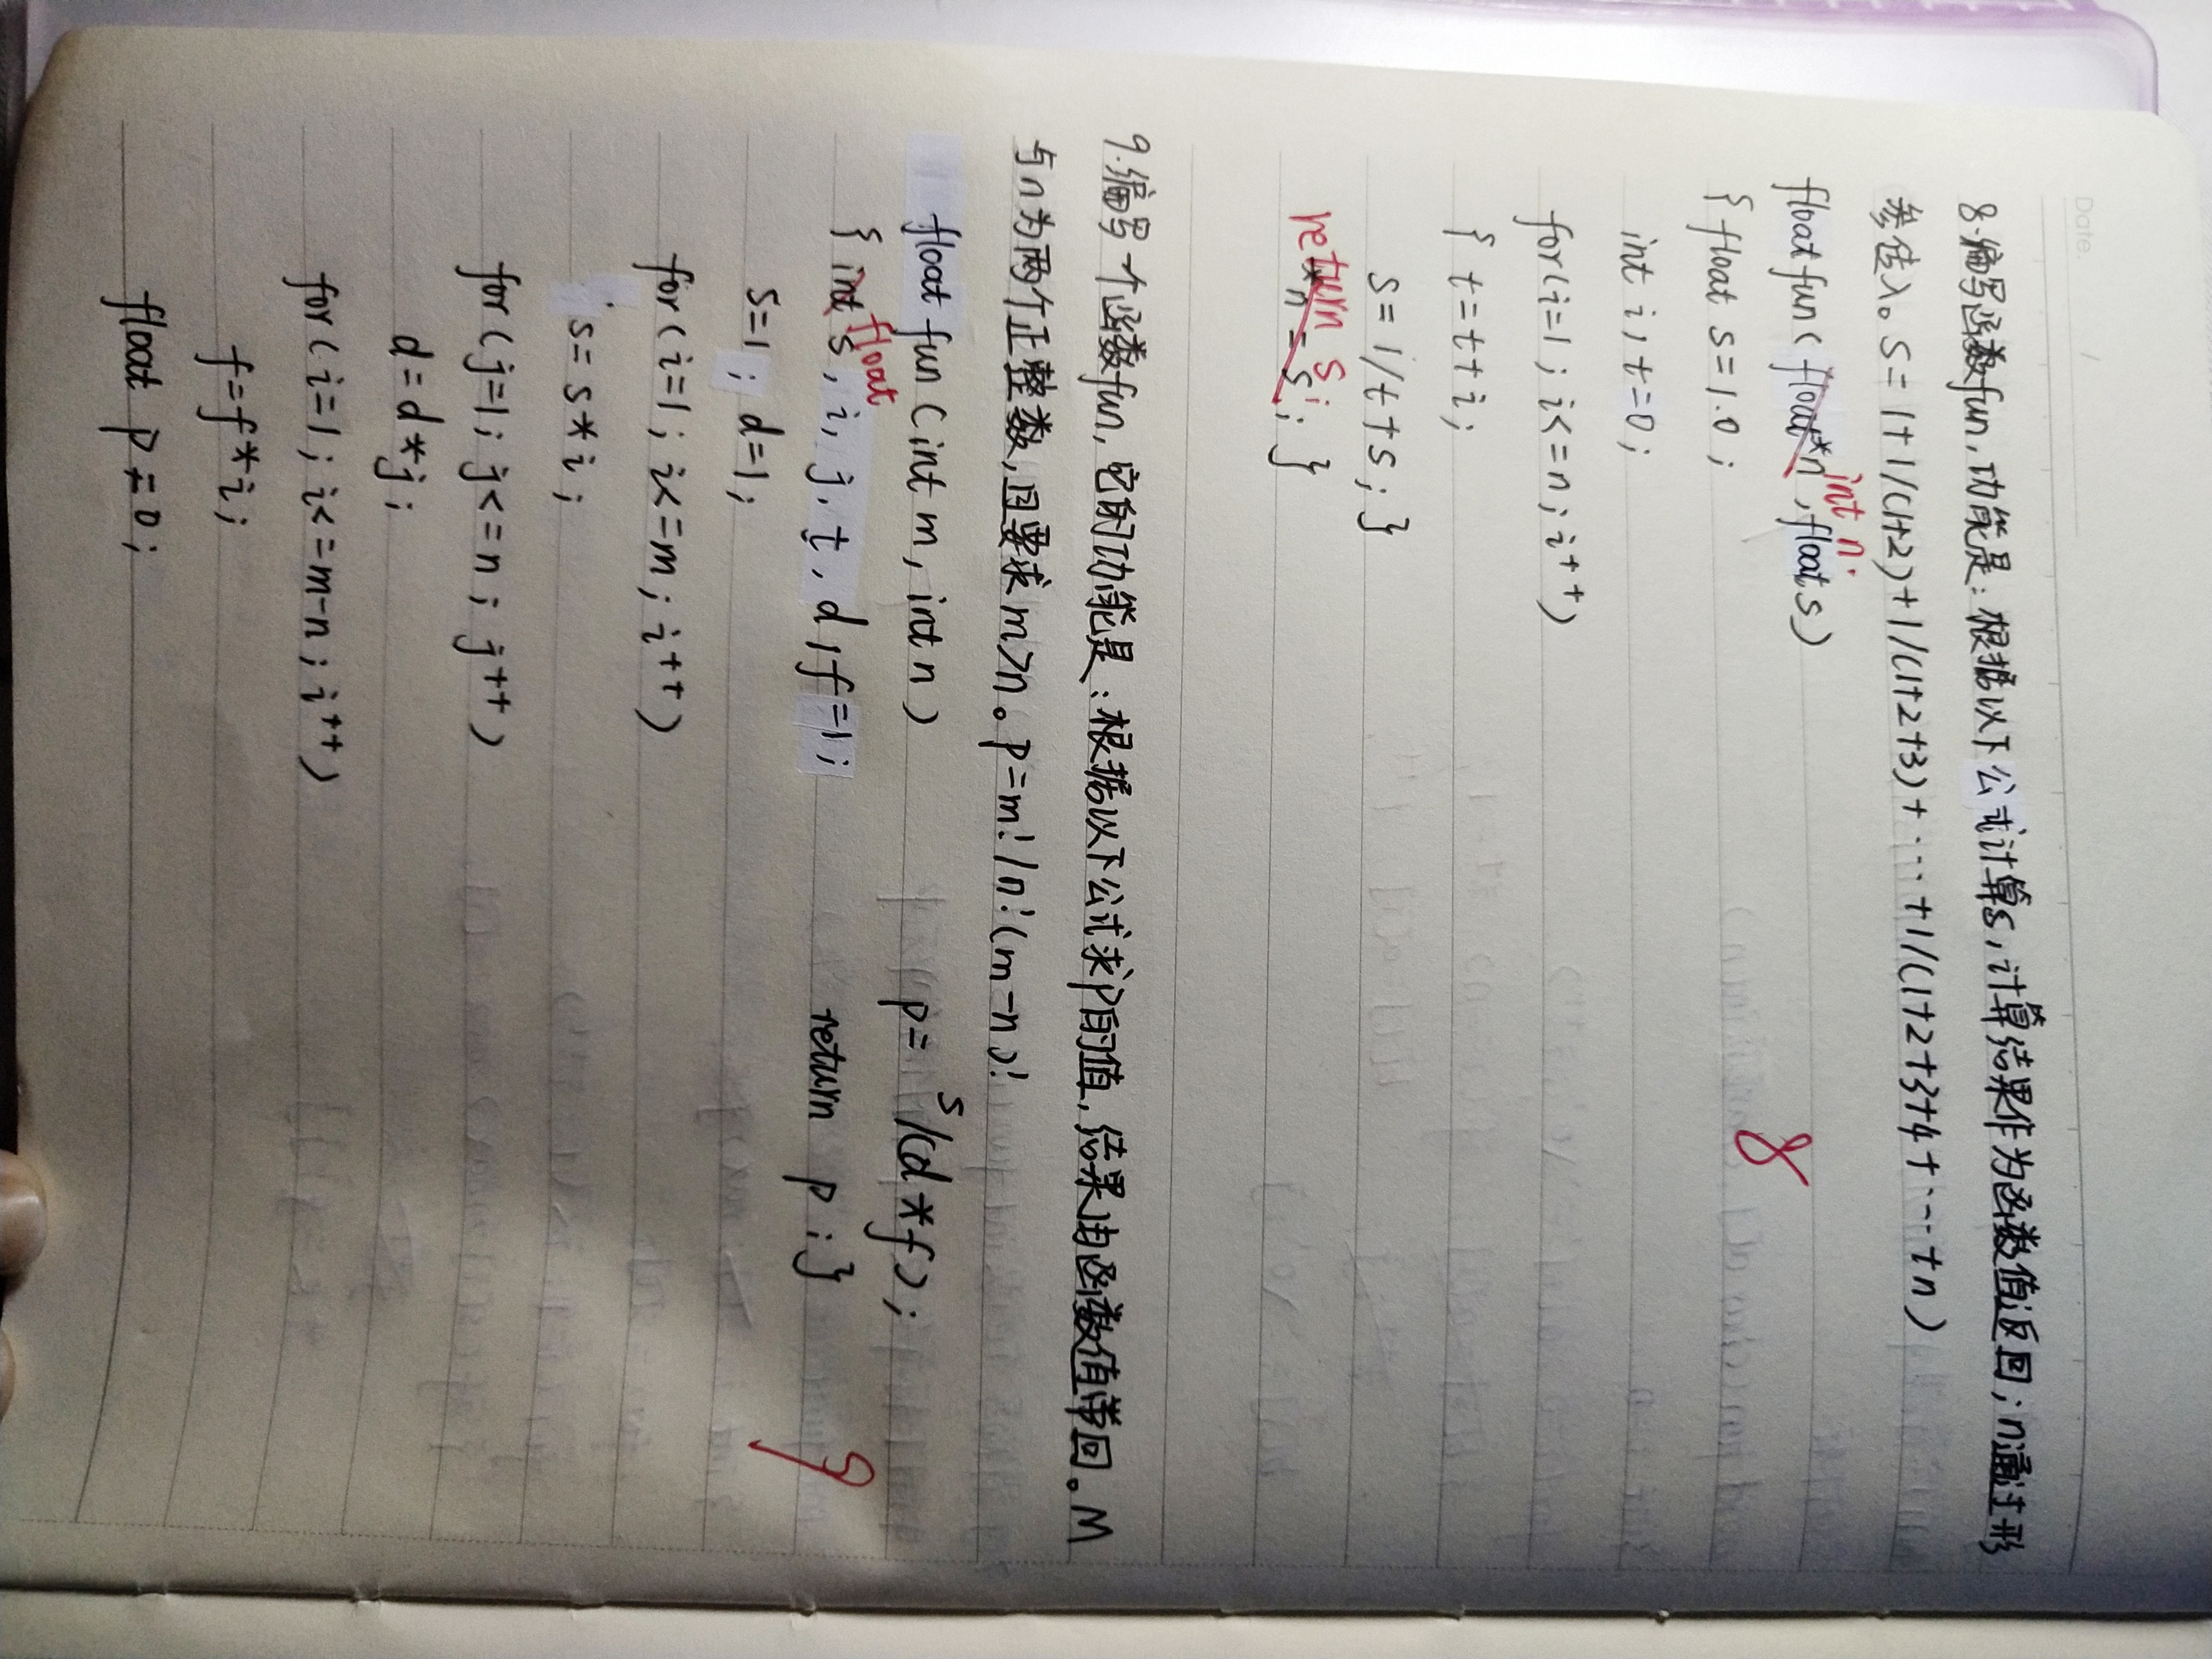 Date. /
8.编写函数fun,功能是:根据以下公式计算s,计算结果作为函数值返回;n通过形
参传入。S=1+1/(1+2)+1/(1+2+3)+…+1/(1+2+3+4+…+n)
int n;
float fun(float*n,float s)
{float s=1.0;
8
int i,t=0;
for(i=1;i<=n;i++)
{t=t+i;
s=1/t+s;}
return s;
*n=s;}
9.编写一个函数fun,它的功能是:根据以下公式求P的值,结果由函数值带回。M
与n为两个正整数,且要求m>n。P=m!/n!(m-n)!
float fun(int m,int n)
float
{int s,i,j,t,d,f=1;
s=1;d=1;
for(i=1;i<=m;i++)
s=s*i;
for(j=1;j<=n;j++)
d=d*j;
for(i=1;i<=m-n;i++)
f=f*i;
float p=0;
p=s/(d*f);
return p;}
9